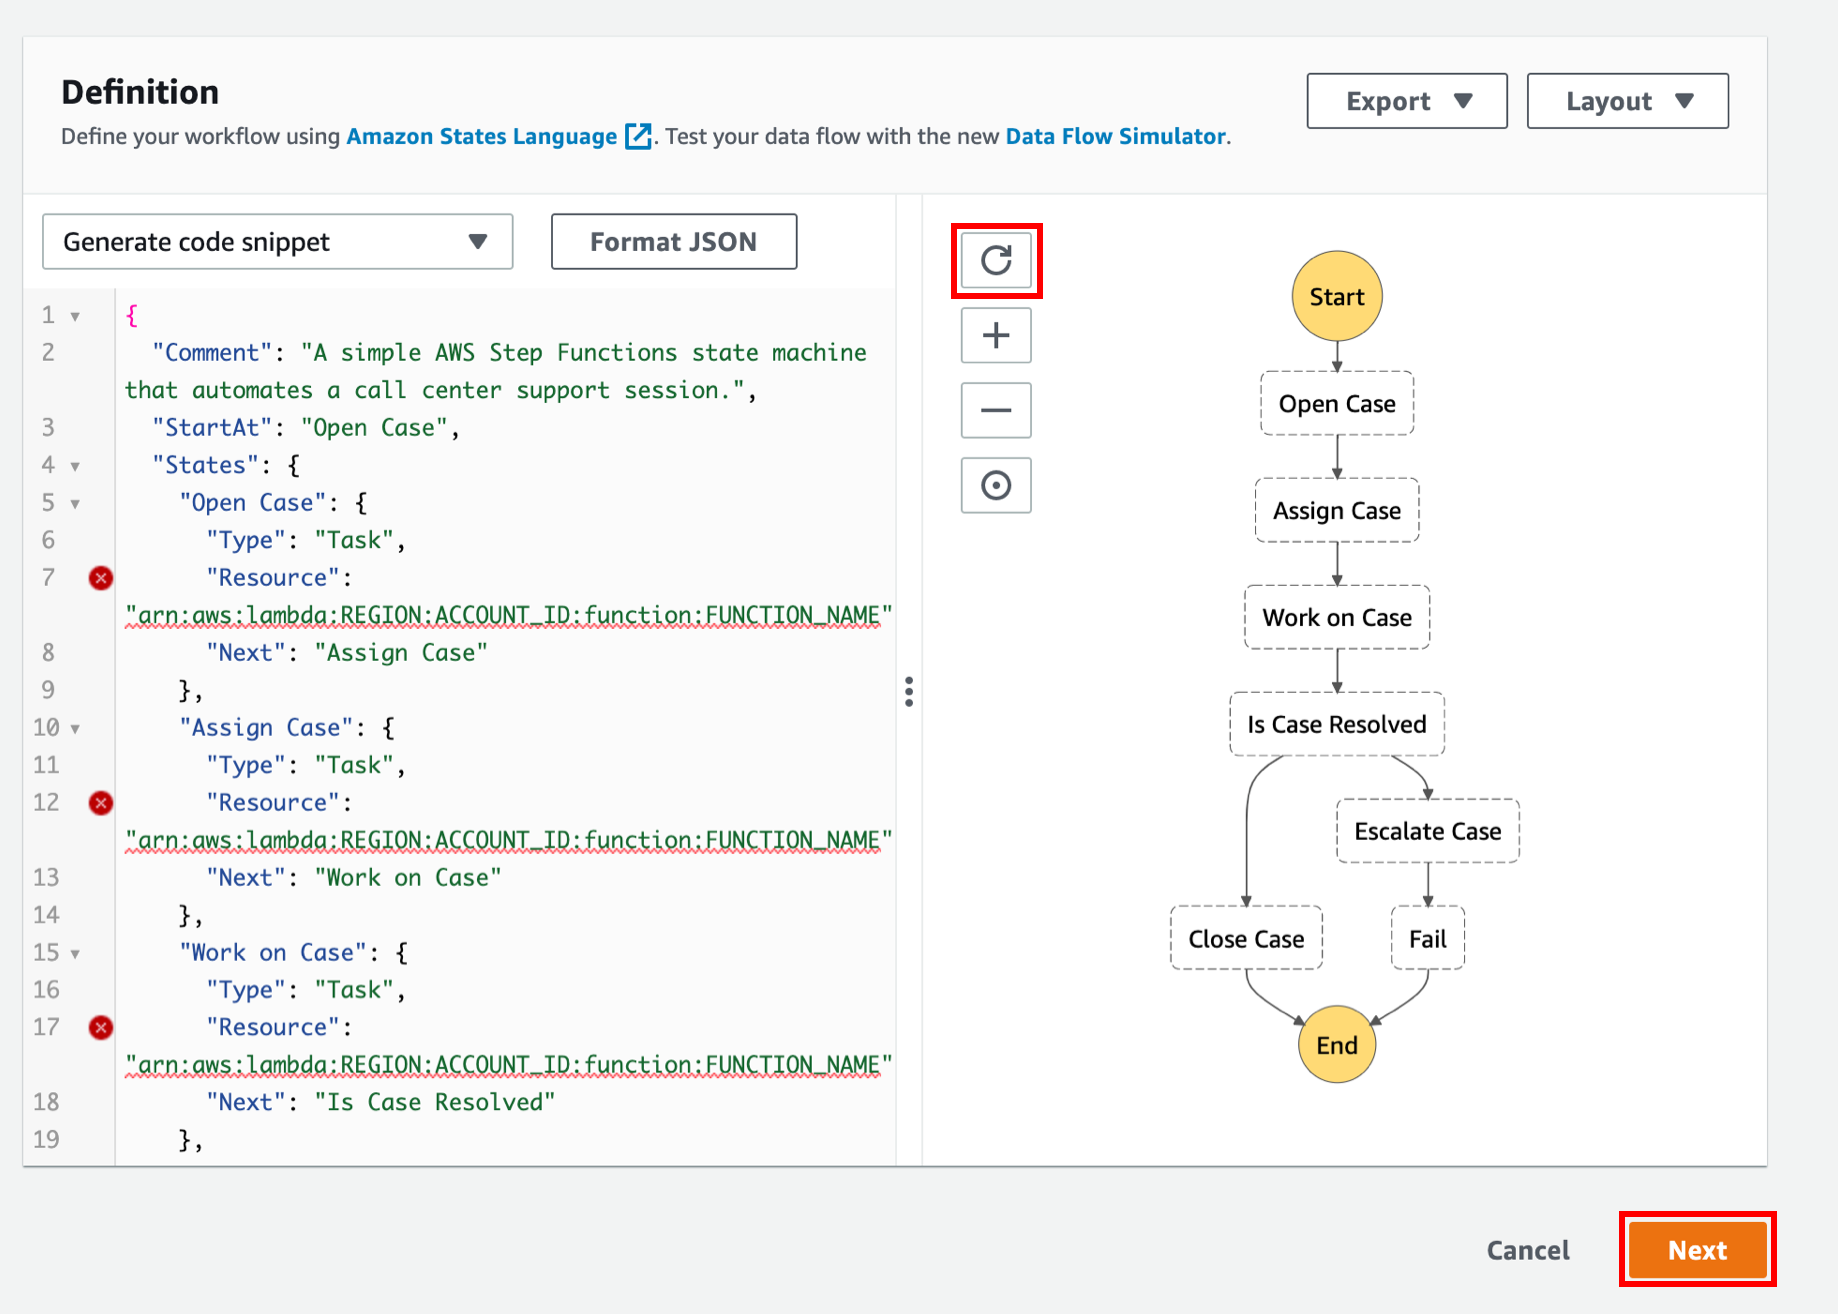 Definition
Define your workflow using Amazon States Language. Test your data flow with the new Data Flow Simulator.
Export
Layout
Generate code snippet
Format JSON
1 {
2 "Comment": "A simple AWS Step Functions state machine
that automates a call center support session.",
3 "StartAt": "Open Case",
4 "States": {
5 "Open Case": {
6 "Type": "Task",
7 "Resource":
"arn:aws:lambda:REGION:ACCOUNT_ID:function:FUNCTION_NAME"
8 "Next": "Assign Case"
9 },
10 "Assign Case": {
11 "Type": "Task",
12 "Resource":
"arn:aws:lambda:REGION:ACCOUNT_ID:function:FUNCTION_NAME"
13 "Next": "Work on Case"
14 },
15 "Work on Case": {
16 "Type": "Task",
17 "Resource":
"arn:aws:lambda:REGION:ACCOUNT_ID:function:FUNCTION_NAME"
18 "Next": "Is Case Resolved"
19 },
Start
Open Case
Assign Case
Work on Case
Is Case Resolved
Escalate Case
Close Case
Fail
End
Cancel
Next